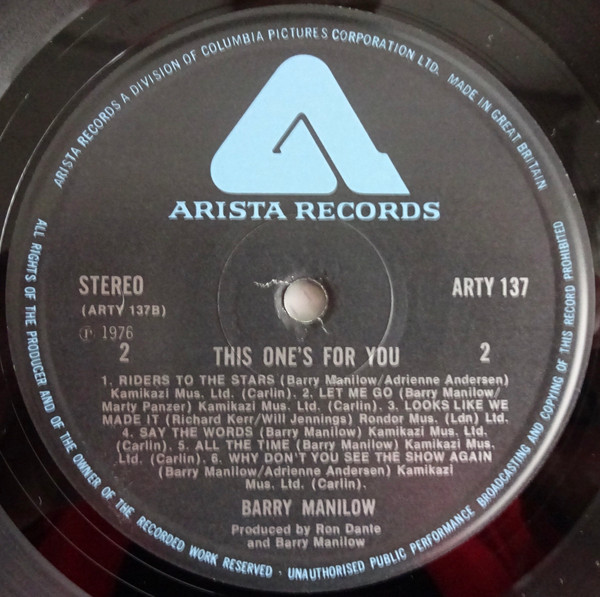 ARISTA RECORDS A DIVISION OF COLUMBIA PICTURES CORPORATION LTD. MADE IN GREAT BRITAIN
ARISTA RECORDS
STEREO
ARTY 137
(ARTY 137B)
℗ 1976
2
THIS ONE'S FOR YOU
2
1. RIDERS TO THE STARS (Barry Manilow/Adrienne Andersen)
Kamikazi Mus. Ltd. (Carlin). 2. LET ME GO (Barry Manilow/
Marty Panzer) Kamikazi Mus. Ltd. (Carlin). 3. LOOKS LIKE WE
MADE IT (Richard Kerr/Will Jennings) Rondor Mus. (Ldn) Ltd.
4. SAY THE WORDS (Barry Manilow) Kamikazi Mus. Ltd.
(Carlin). 5. ALL THE TIME (Barry Manilow) Kamikazi Mus.
Ltd. (Carlin). 6. WHY DON'T YOU SEE THE SHOW AGAIN
(Barry Manilow/Adrienne Andersen) Kamikazi
Mus. Ltd. (Carlin).
BARRY MANILOW
Produced by Ron Dante
and Barry Manilow
ALL RIGHTS OF THE PRODUCER AND OF THE OWNER OF THE RECORDED WORK RESERVED · UNAUTHORISED PUBLIC PERFORMANCE BROADCASTING AND COPYING OF THIS RECORD PROHIBITED